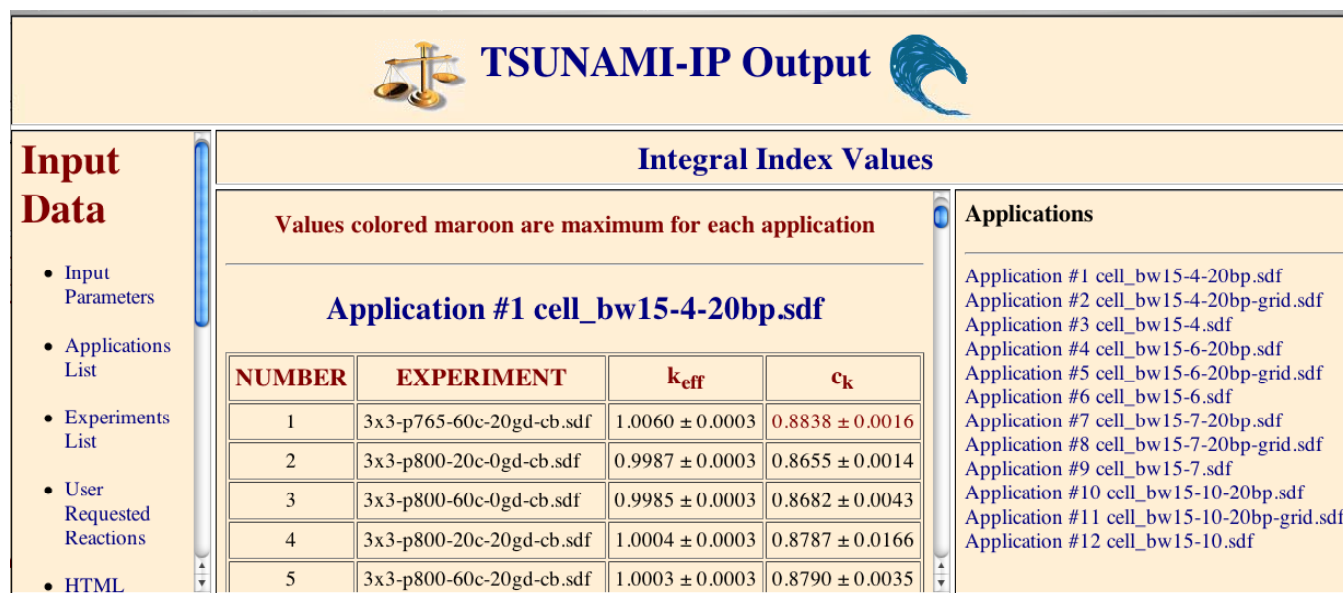 TSUNAMI-IP Output
Input
Data
• Input
Parameters
• Applications
List
• Experiments
List
• User
Requested
Reactions
• HTML
Integral Index Values
Values colored maroon are maximum for each application
Application #1 cell_bw15-4-20bp.sdf
NUMBER EXPERIMENT keff ck
1 3x3-p765-60c-20gd-cb.sdf 1.0060 ± 0.0003 0.8838 ± 0.0016
2 3x3-p800-20c-0gd-cb.sdf 0.9987 ± 0.0003 0.8655 ± 0.0014
3 3x3-p800-60c-0gd-cb.sdf 0.9985 ± 0.0003 0.8682 ± 0.0043
4 3x3-p800-20c-20gd-cb.sdf 1.0004 ± 0.0003 0.8787 ± 0.0166
5 3x3-p800-60c-20gd-cb.sdf 1.0003 ± 0.0003 0.8790 ± 0.0035
Applications
Application #1 cell_bw15-4-20bp.sdf
Application #2 cell_bw15-4-20bp-grid.sdf
Application #3 cell_bw15-4.sdf
Application #4 cell_bw15-6-20bp.sdf
Application #5 cell_bw15-6-20bp-grid.sdf
Application #6 cell_bw15-6.sdf
Application #7 cell_bw15-7-20bp.sdf
Application #8 cell_bw15-7-20bp-grid.sdf
Application #9 cell_bw15-7.sdf
Application #10 cell_bw15-10-20bp.sdf
Application #11 cell_bw15-10-20bp-grid.sdf
Application #12 cell_bw15-10.sdf